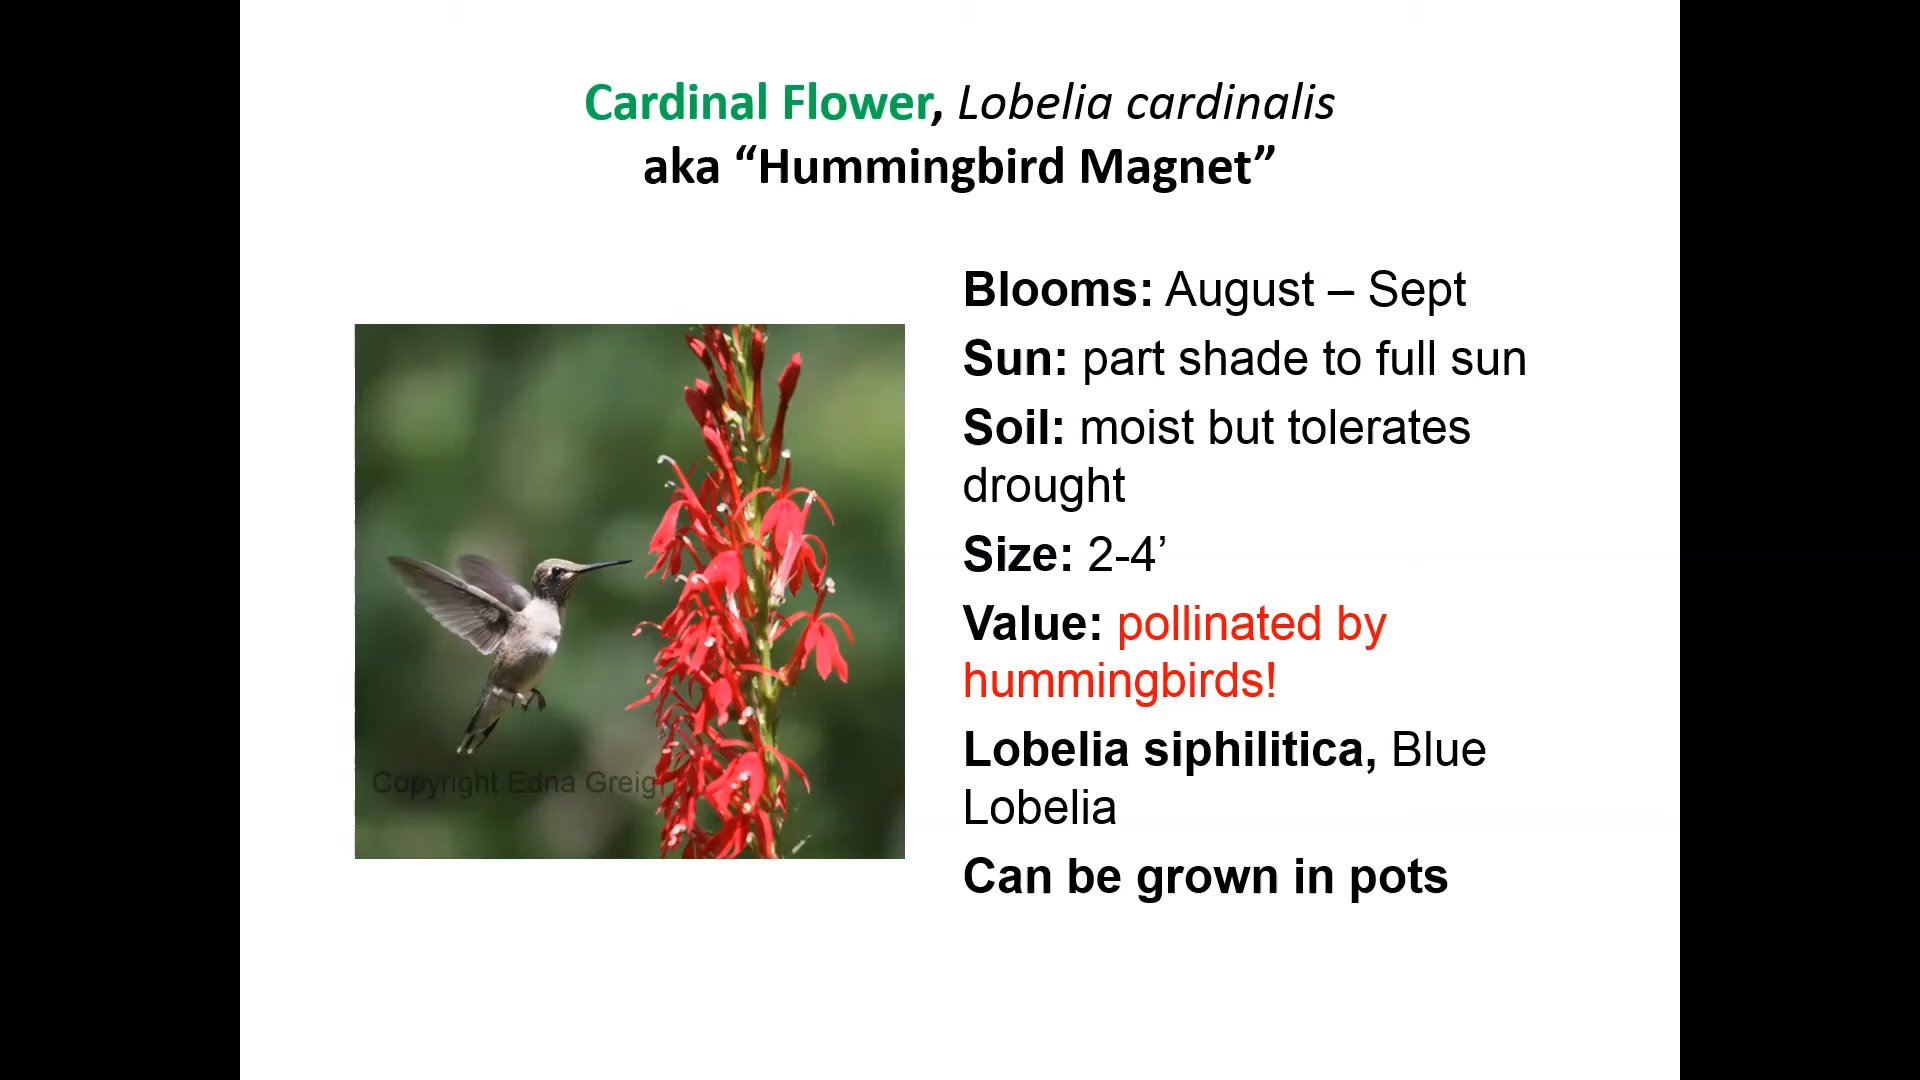 Cardinal Flower, Lobelia cardinalis
aka “Hummingbird Magnet”
Blooms: August – Sept
Sun: part shade to full sun
Soil: moist but tolerates
drought
Size: 2-4’
Value: pollinated by
hummingbirds!
Lobelia siphilitica, Blue
Lobelia
Can be grown in pots
Copyright Edna Greig